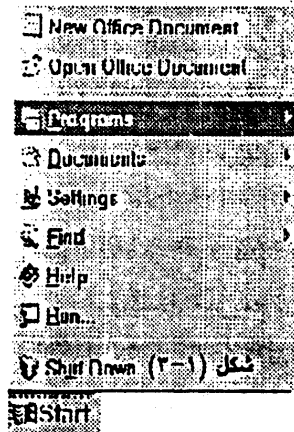 New Office Document
Open Office Document
Programs
Documents
Settings
Find
Help
Run...
Shut Down شكل (١-٣)
Start